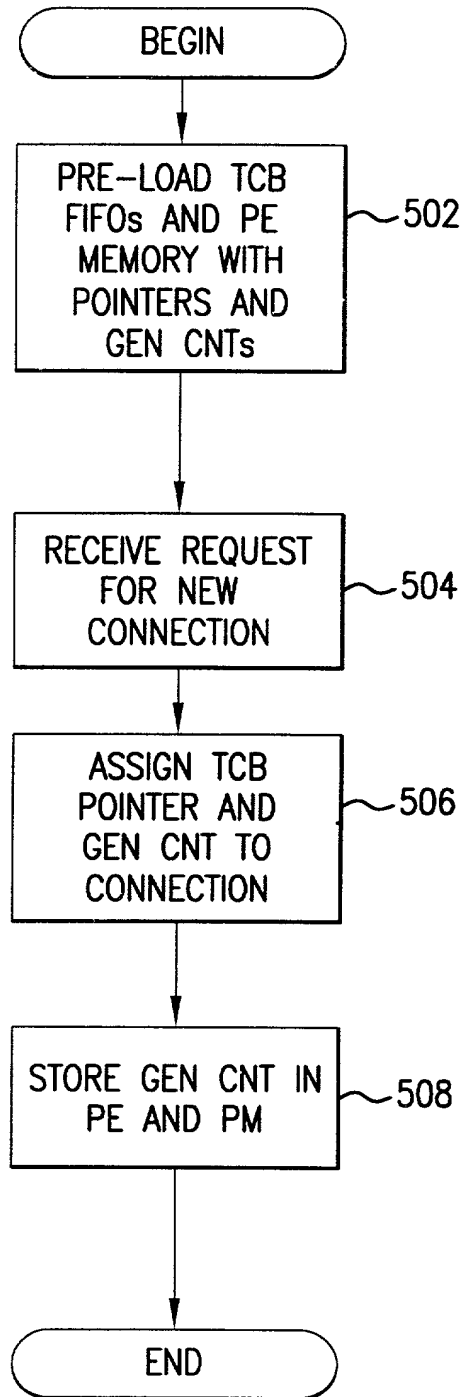 BEGIN
PRE-LOAD TCB
FIFOs AND PE
MEMORY WITH
POINTERS AND
GEN CNTs
502
RECEIVE REQUEST
FOR NEW
CONNECTION
504
ASSIGN TCB
POINTER AND
GEN CNT TO
CONNECTION
506
STORE GEN CNT IN
PE AND PM
508
END